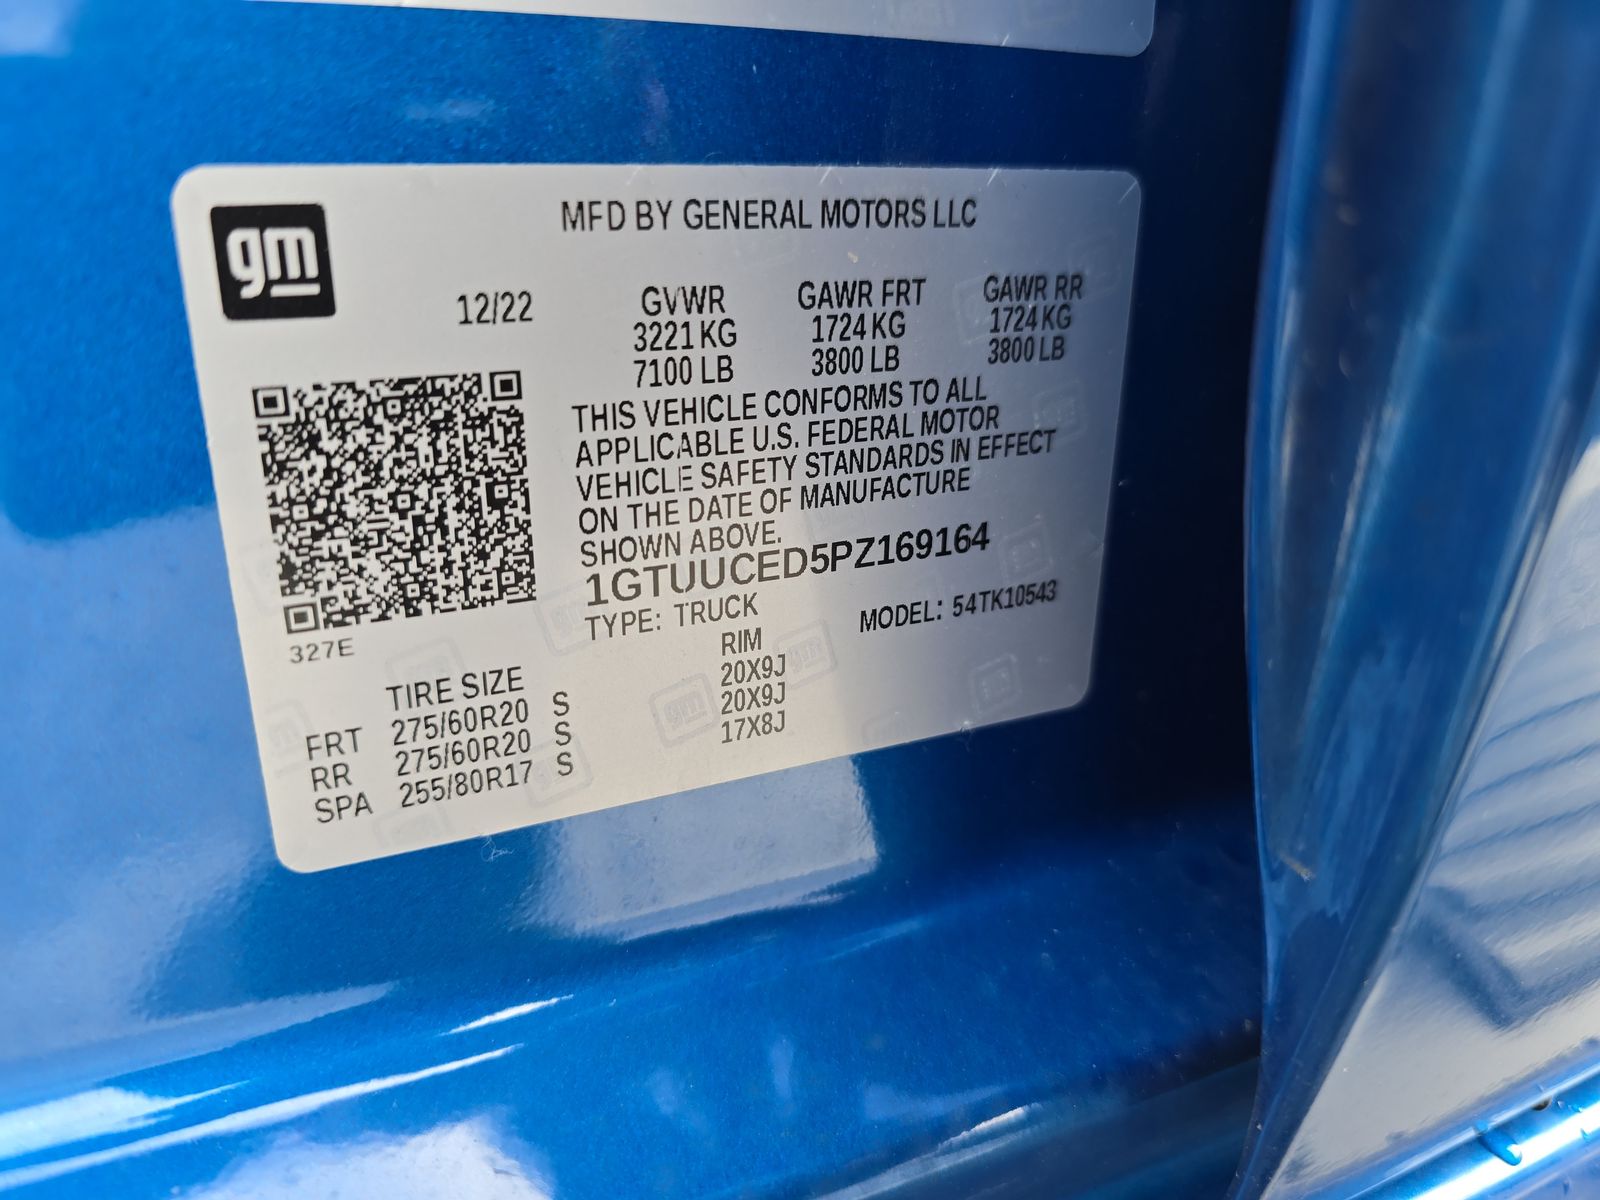 gm
MFD BY GENERAL MOTORS LLC
12/22 GVWR GAWR FRT GAWR RR
3221 KG 1724 KG 1724 KG
7100 LB 3800 LB 3800 LB
THIS VEHICLE CONFORMS TO ALL
APPLICABLE U.S. FEDERAL MOTOR
VEHICLE SAFETY STANDARDS IN EFFECT
ON THE DATE OF MANUFACTURE
SHOWN ABOVE.
1GTUUCED5PZ169164
TYPE: TRUCK MODEL: 54TK10543
327E
TIRE SIZE RIM
FRT 275/60R20 S 20X9J
RR 275/60R20 S 20X9J
SPA 255/80R17 S 17X8J